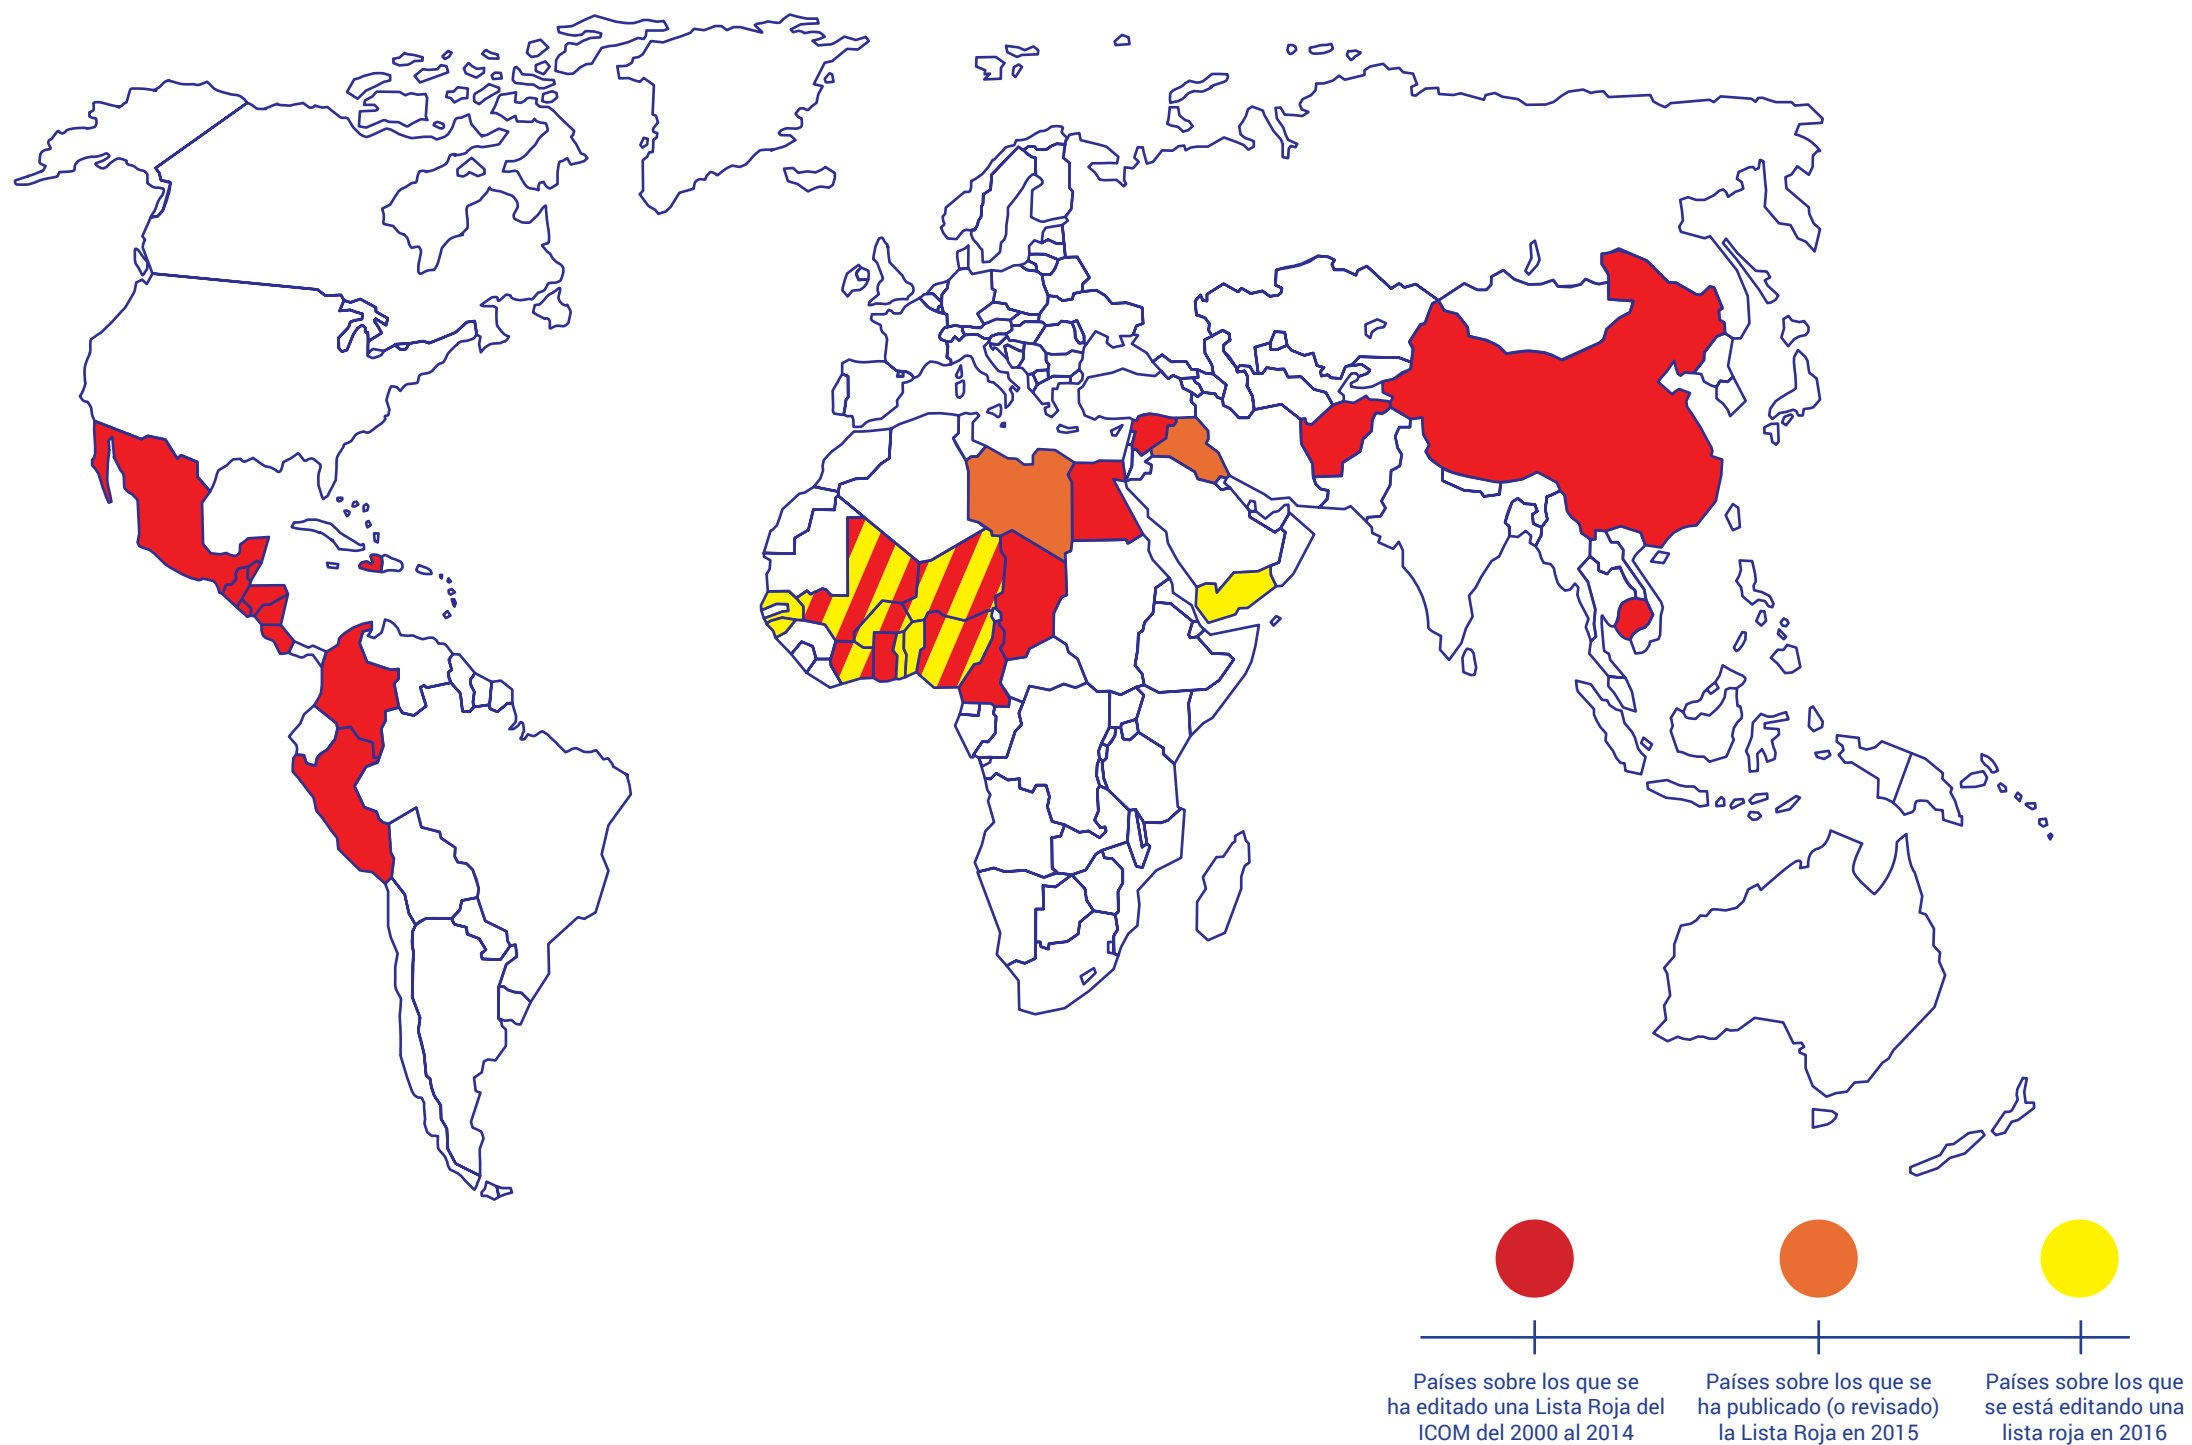 Países sobre los que se
ha editado una Lista Roja del
ICOM del 2000 al 2014
Países sobre los que se
ha publicado (o revisado)
la Lista Roja en 2015
Países sobre los que
se está editando una
lista roja en 2016